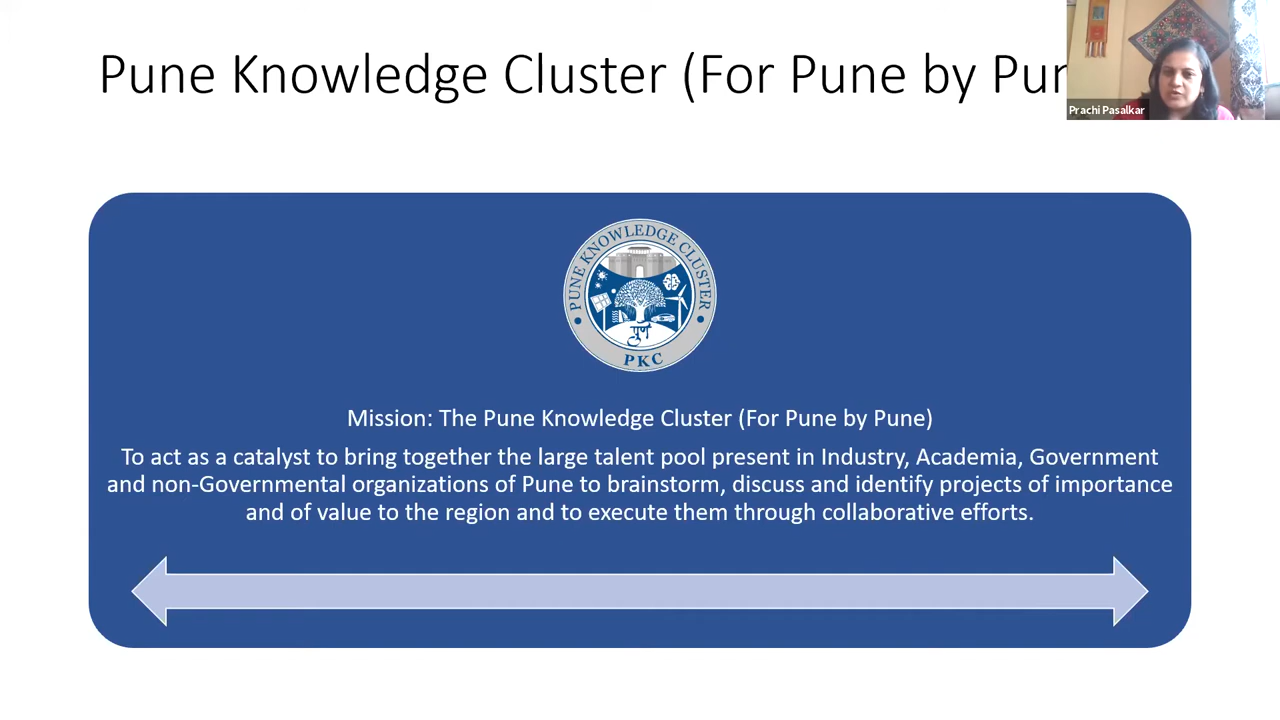 Pune Knowledge Cluster (For Pune by
Prachi Pasalkar
PUNE KNOWLEDGE CLUSTER
पुणे
PKC
Mission: The Pune Knowledge Cluster (For Pune by Pune)
To act as a catalyst to bring together the large talent pool present in Industry, Academia, Government
and non-Governmental organizations of Pune to brainstorm, discuss and identify projects of importance
and of value to the region and to execute them through collaborative efforts.